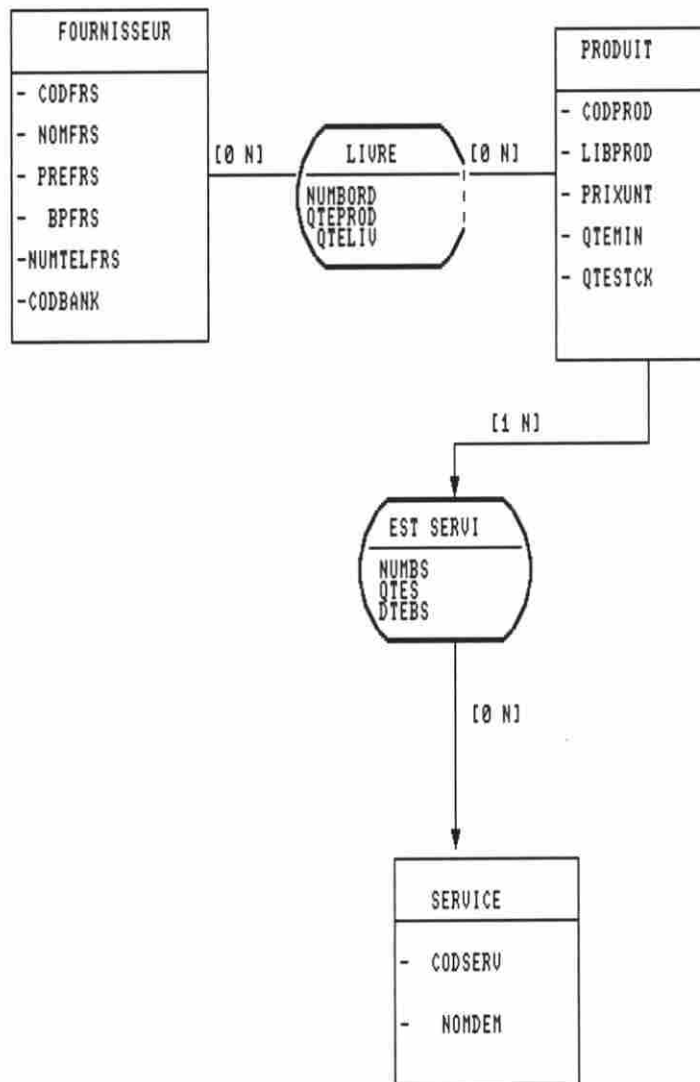 FOURNISSEUR
- CODFRS
- NOMFRS
- PREFRS
- BPFRS
-NUMTELFRS
-CODBANK
[0 N]
LIVRE
NUMBORD
QTEPROD
QTELIV
[0 N]
PRODUIT
- CODPROD
- LIBPROD
- PRIXUNT
- QTEMIN
- QTESTCK
[1 N]
EST SERVI
NUMBS
QTES
DTEBS
[0 N]
SERVICE
- CODSERV
- NOMDEM